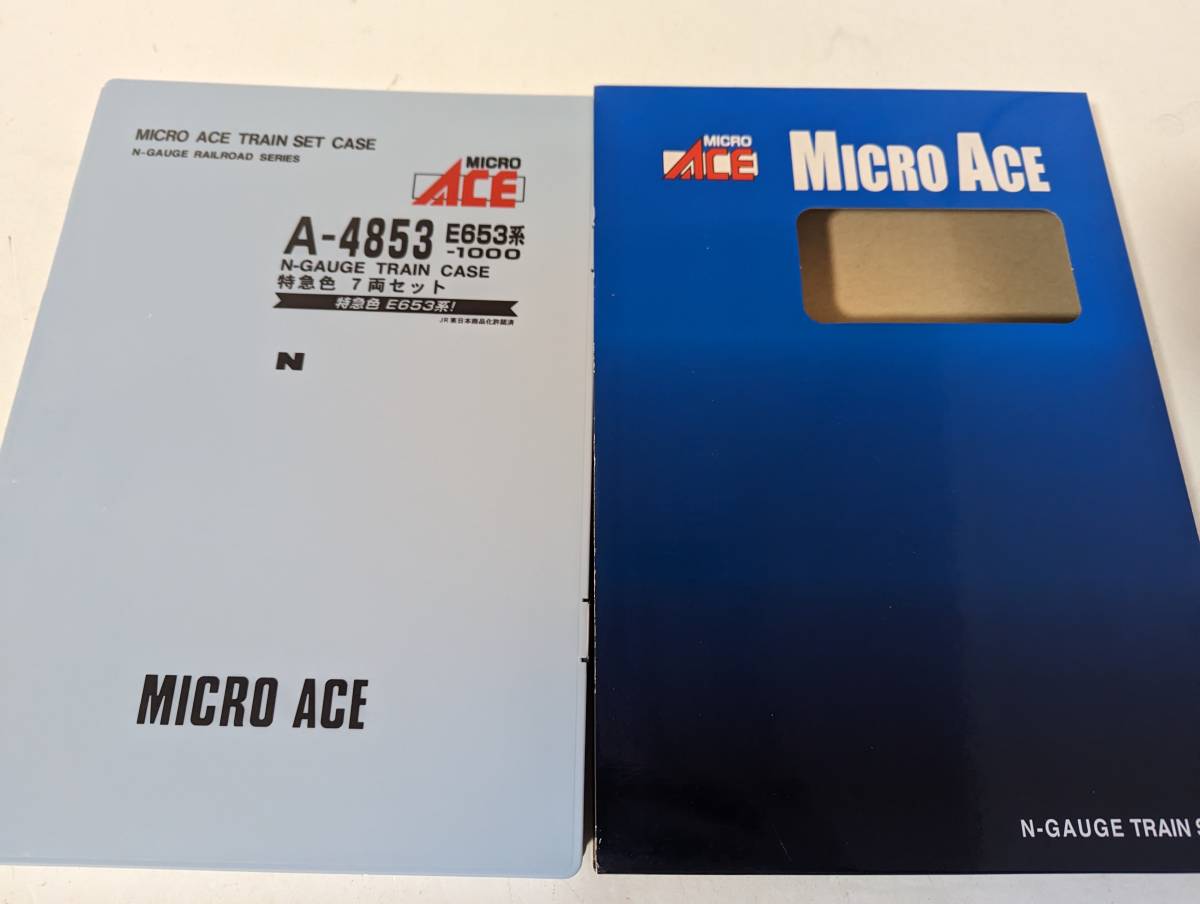 MICRO ACE TRAIN SET CASE
N-GAUGE RAILROAD SERIES
MICRO
ACE
A-4853 E653系
-1000
N-GAUGE TRAIN CASE
特急色 7両セット
特急色 E653系!
JR東日本商品化許諾済
N
MICRO ACE
MICRO
ACE
MICRO ACE
N-GAUGE TRAIN S